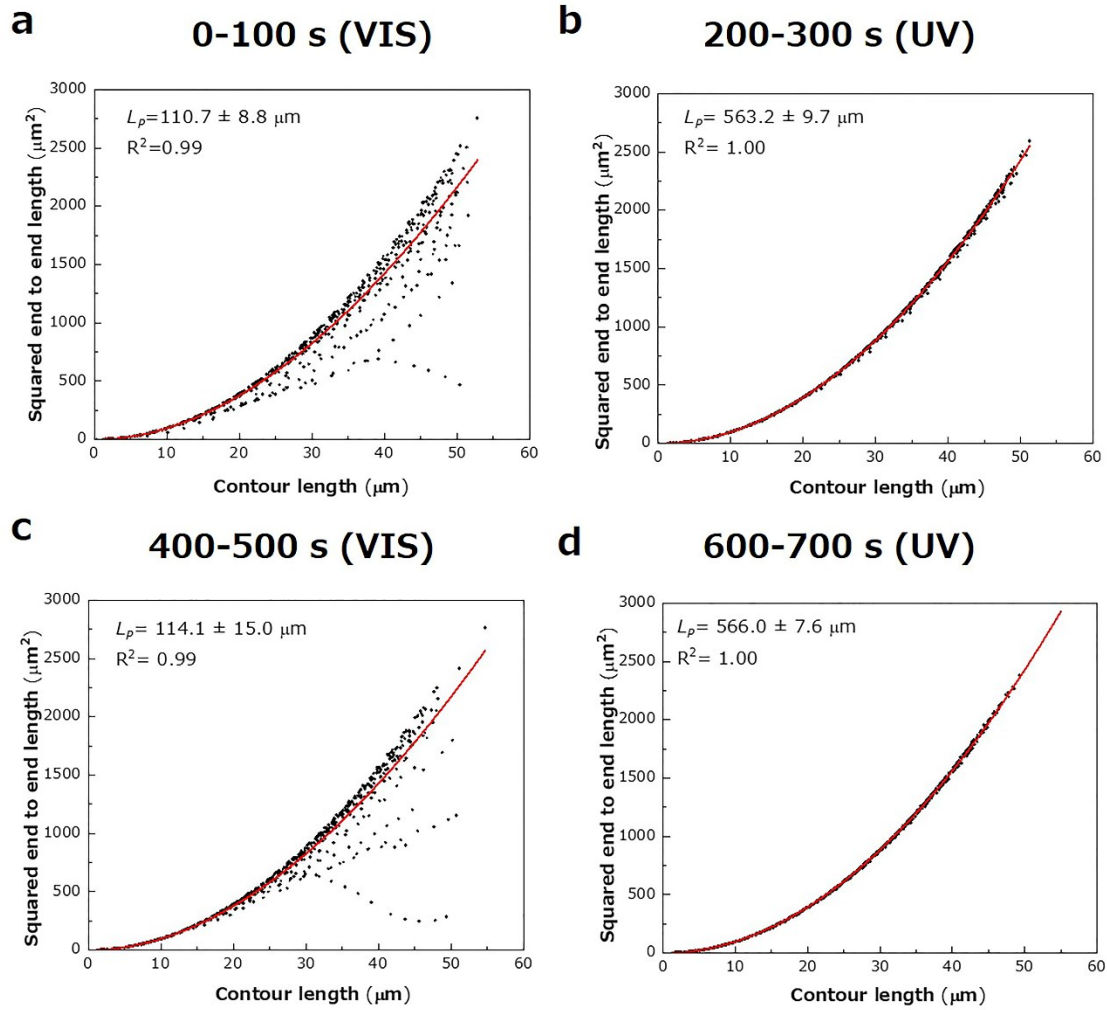 a
0-100 s (VIS)
3000
2500
2000
1500
1000
500
0
Squared end to end length (μm²)
Lp=110.7 ± 8.8 μm
R²=0.99
0 10 20 30 40 50 60
Contour length (μm)
b
200-300 s (UV)
3000
2500
2000
1500
1000
500
0
Squared end to end length (μm²)
Lp= 563.2 ± 9.7 μm
R²= 1.00
0 10 20 30 40 50 60
Contour length (μm)
c
400-500 s (VIS)
3000
2500
2000
1500
1000
500
0
Squared end to end length (μm²)
Lp= 114.1 ± 15.0 μm
R²= 0.99
0 10 20 30 40 50 60
Contour length (μm)
d
600-700 s (UV)
3000
2500
2000
1500
1000
500
0
Squared end to end length (μm²)
Lp= 566.0 ± 7.6 μm
R²= 1.00
0 10 20 30 40 50 60
Contour length (μm)